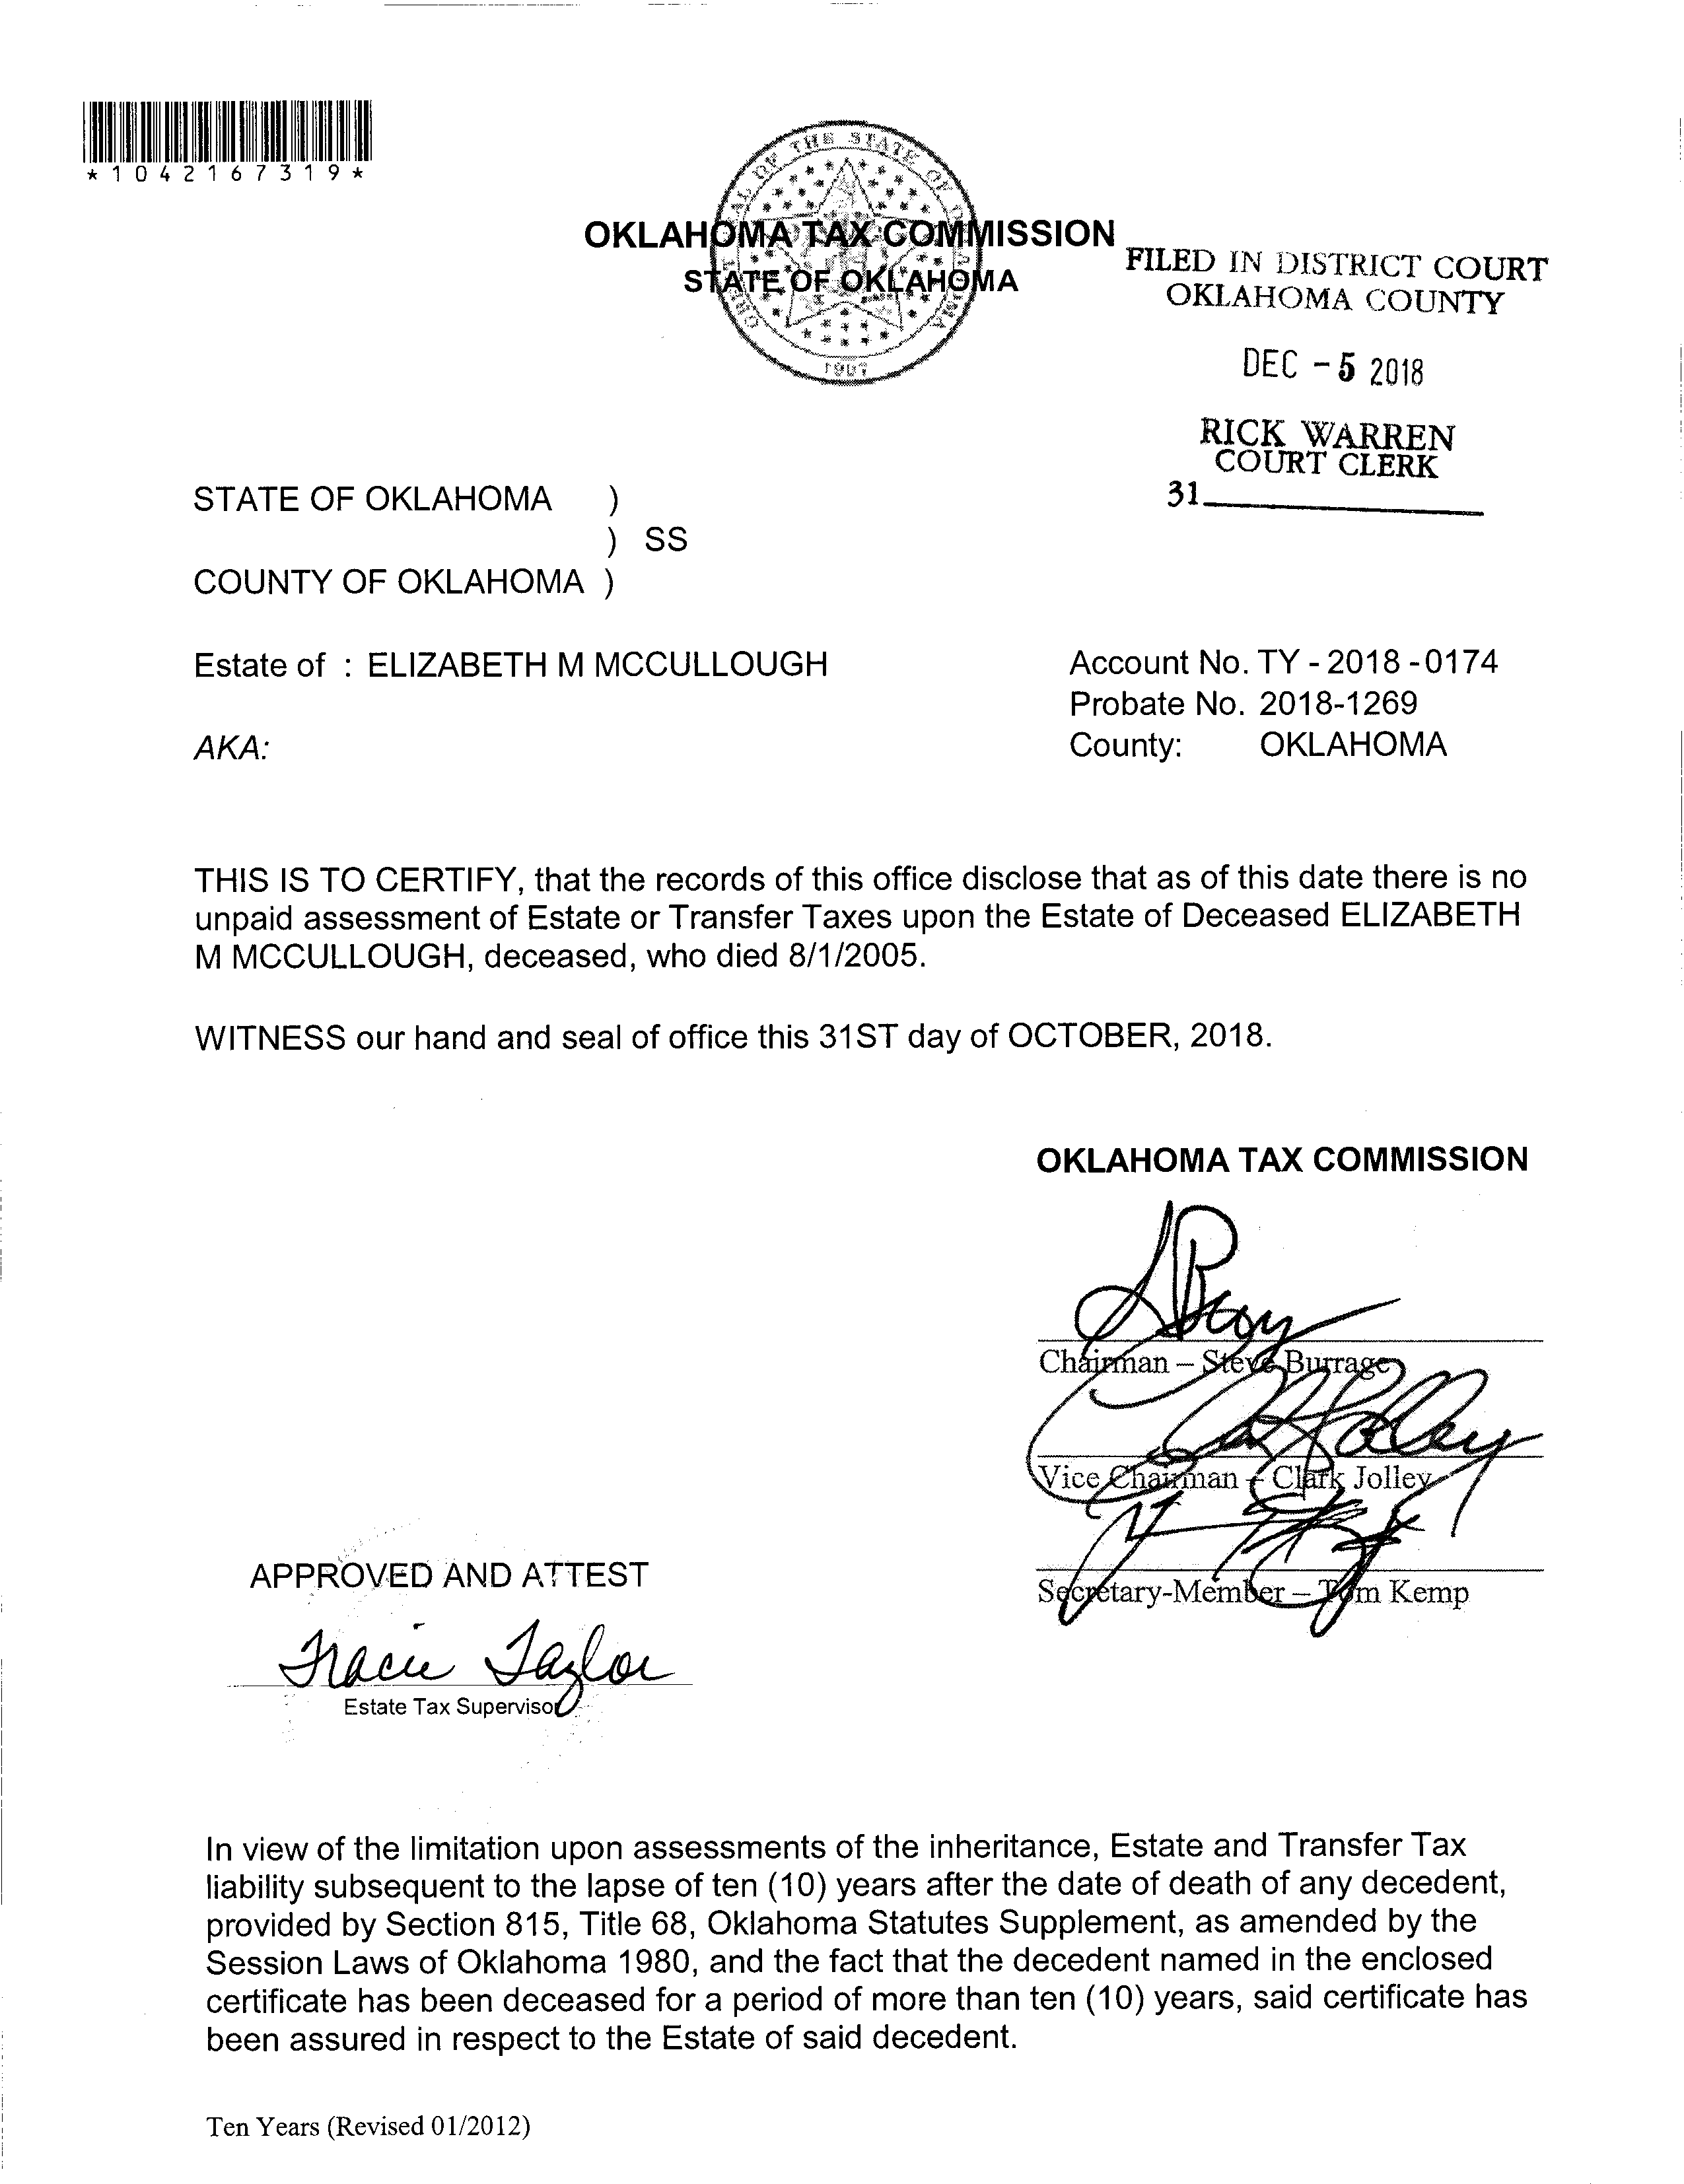 *1042167319*
OKLAHOMA TAX COMMISSION
STATE OF OKLAHOMA
1907
FILED IN DISTRICT COURT
OKLAHOMA COUNTY
DEC - 5 2018
RICK WARREN
COURT CLERK
31
STATE OF OKLAHOMA )
) SS
COUNTY OF OKLAHOMA )
Estate of : ELIZABETH M MCCULLOUGH
Account No. TY - 2018 -0174
Probate No. 2018-1269
AKA:
County: OKLAHOMA
THIS IS TO CERTIFY, that the records of this office disclose that as of this date there is no
unpaid assessment of Estate or Transfer Taxes upon the Estate of Deceased ELIZABETH
M MCCULLOUGH, deceased, who died 8/1/2005.
WITNESS our hand and seal of office this 31ST day of OCTOBER, 2018.
OKLAHOMA TAX COMMISSION
Chairman – Steve Burrage
Vice Chairman – Clark Jolley
Secretary-Member – Tom Kemp
APPROVED AND ATTEST
Tracie Taylor
Estate Tax Supervisor
In view of the limitation upon assessments of the inheritance, Estate and Transfer Tax
liability subsequent to the lapse of ten (10) years after the date of death of any decedent,
provided by Section 815, Title 68, Oklahoma Statutes Supplement, as amended by the
Session Laws of Oklahoma 1980, and the fact that the decedent named in the enclosed
certificate has been deceased for a period of more than ten (10) years, said certificate has
been assured in respect to the Estate of said decedent.
Ten Years (Revised 01/2012)